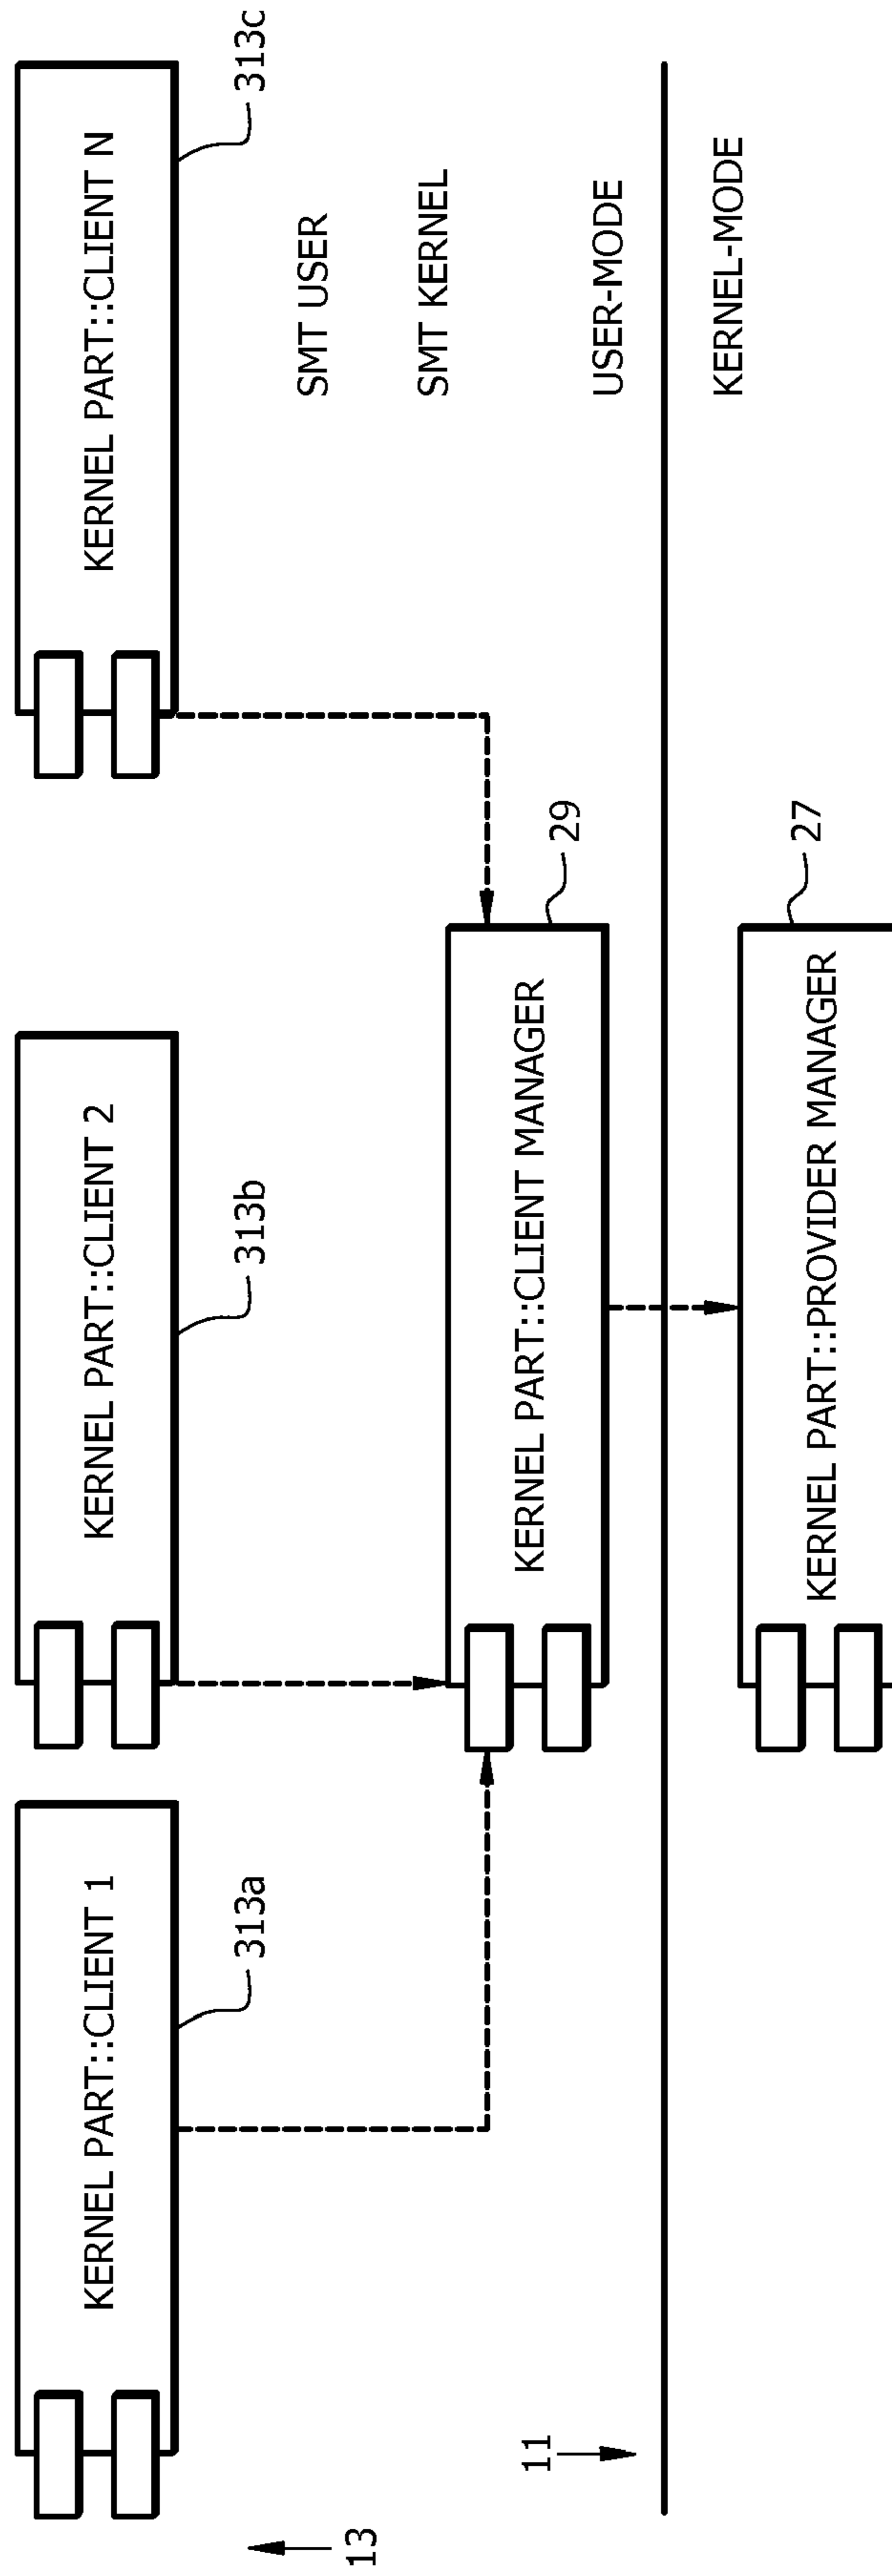 KERNEL PART::CLIENT 1
KERNEL PART::CLIENT 2
KERNEL PART::CLIENT N
313a
313b
313c
SMT USER
13
SMT KERNEL
KERNEL PART::CLIENT MANAGER
29
11
USER-MODE
KERNEL-MODE
27
KERNEL PART::PROVIDER MANAGER